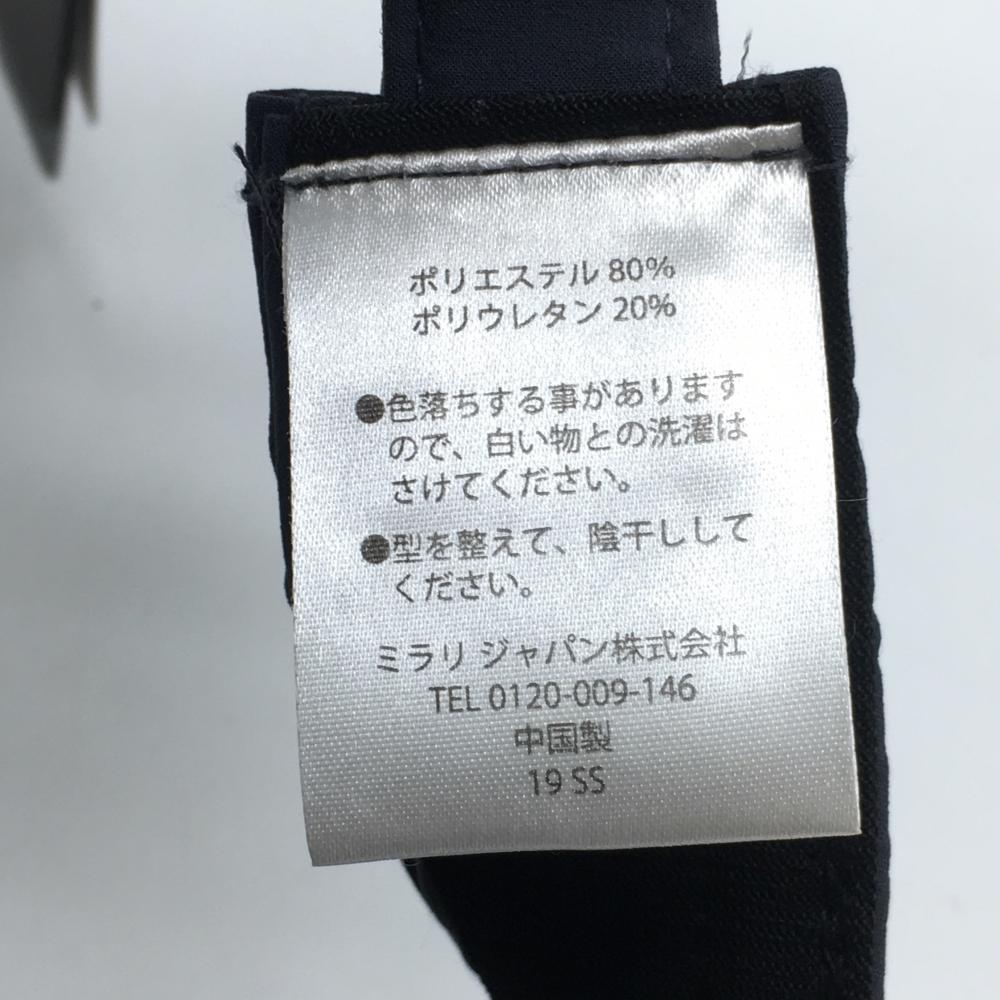 ポリエステル 80%
ポリウレタン 20%
●色落ちする事があります
ので、白い物との洗濯は
さけてください。
●型を整えて、陰干しして
ください。
ミラリ ジャパン株式会社
TEL 0120-009-146
中国製
19 SS